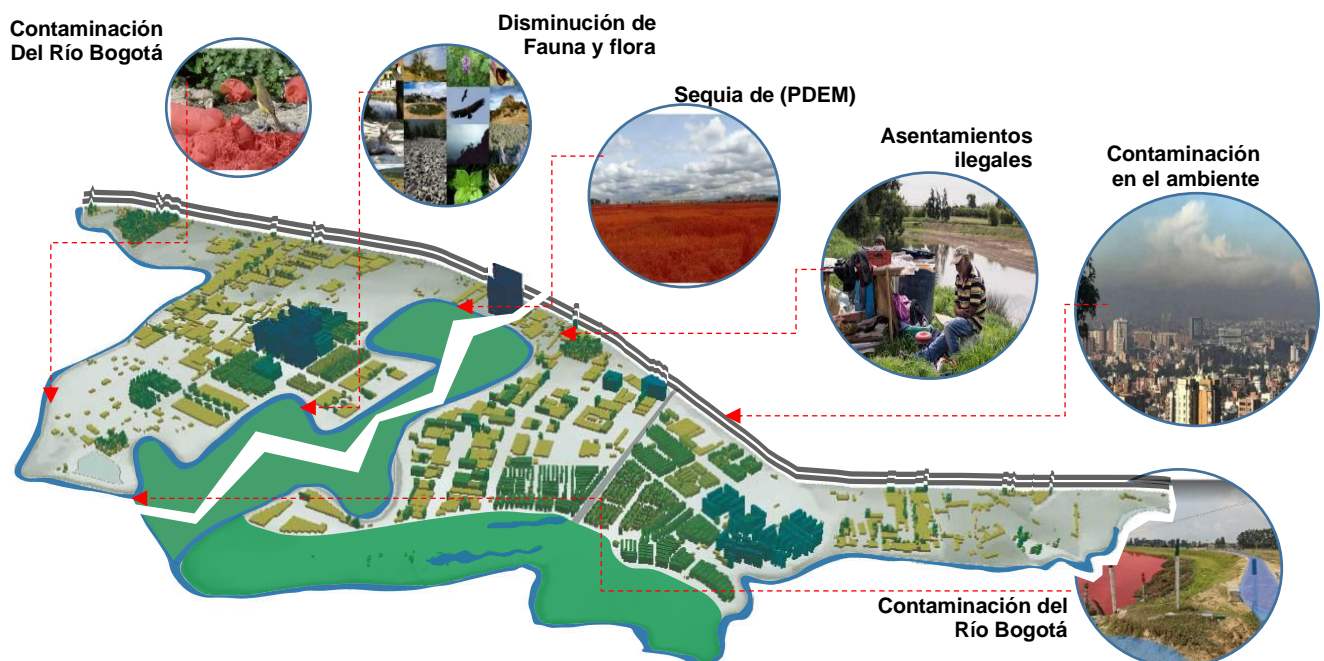 Contaminación
Del Río Bogotá
Disminución de
Fauna y flora
Sequia de (PDEM)
Asentamientos
ilegales
Contaminación
en el ambiente
Contaminación del
Río Bogotá